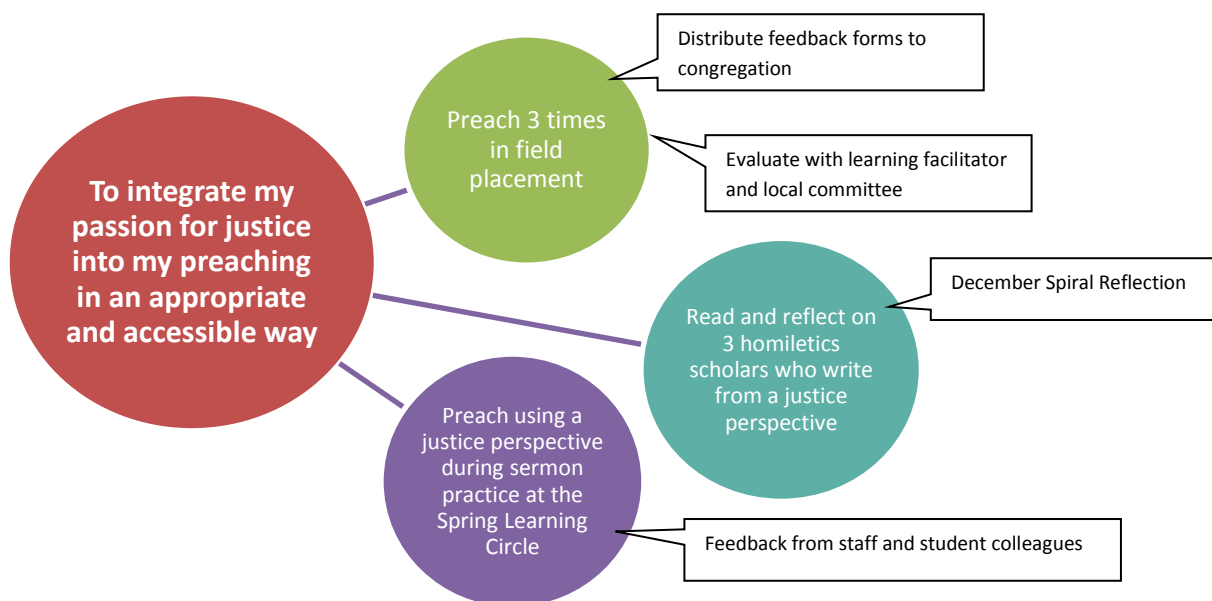 To integrate my
passion for justice
into my preaching
in an appropriate
and accessible way
Preach 3 times
in field
placement
Distribute feedback forms to
congregation
Evaluate with learning facilitator
and local committee
Read and reflect on
3 homiletics
scholars who write
from a justice
perspective
December Spiral Reflection
Preach using a
justice perspective
during sermon
practice at the
Spring Learning
Circle
Feedback from staff and student colleagues